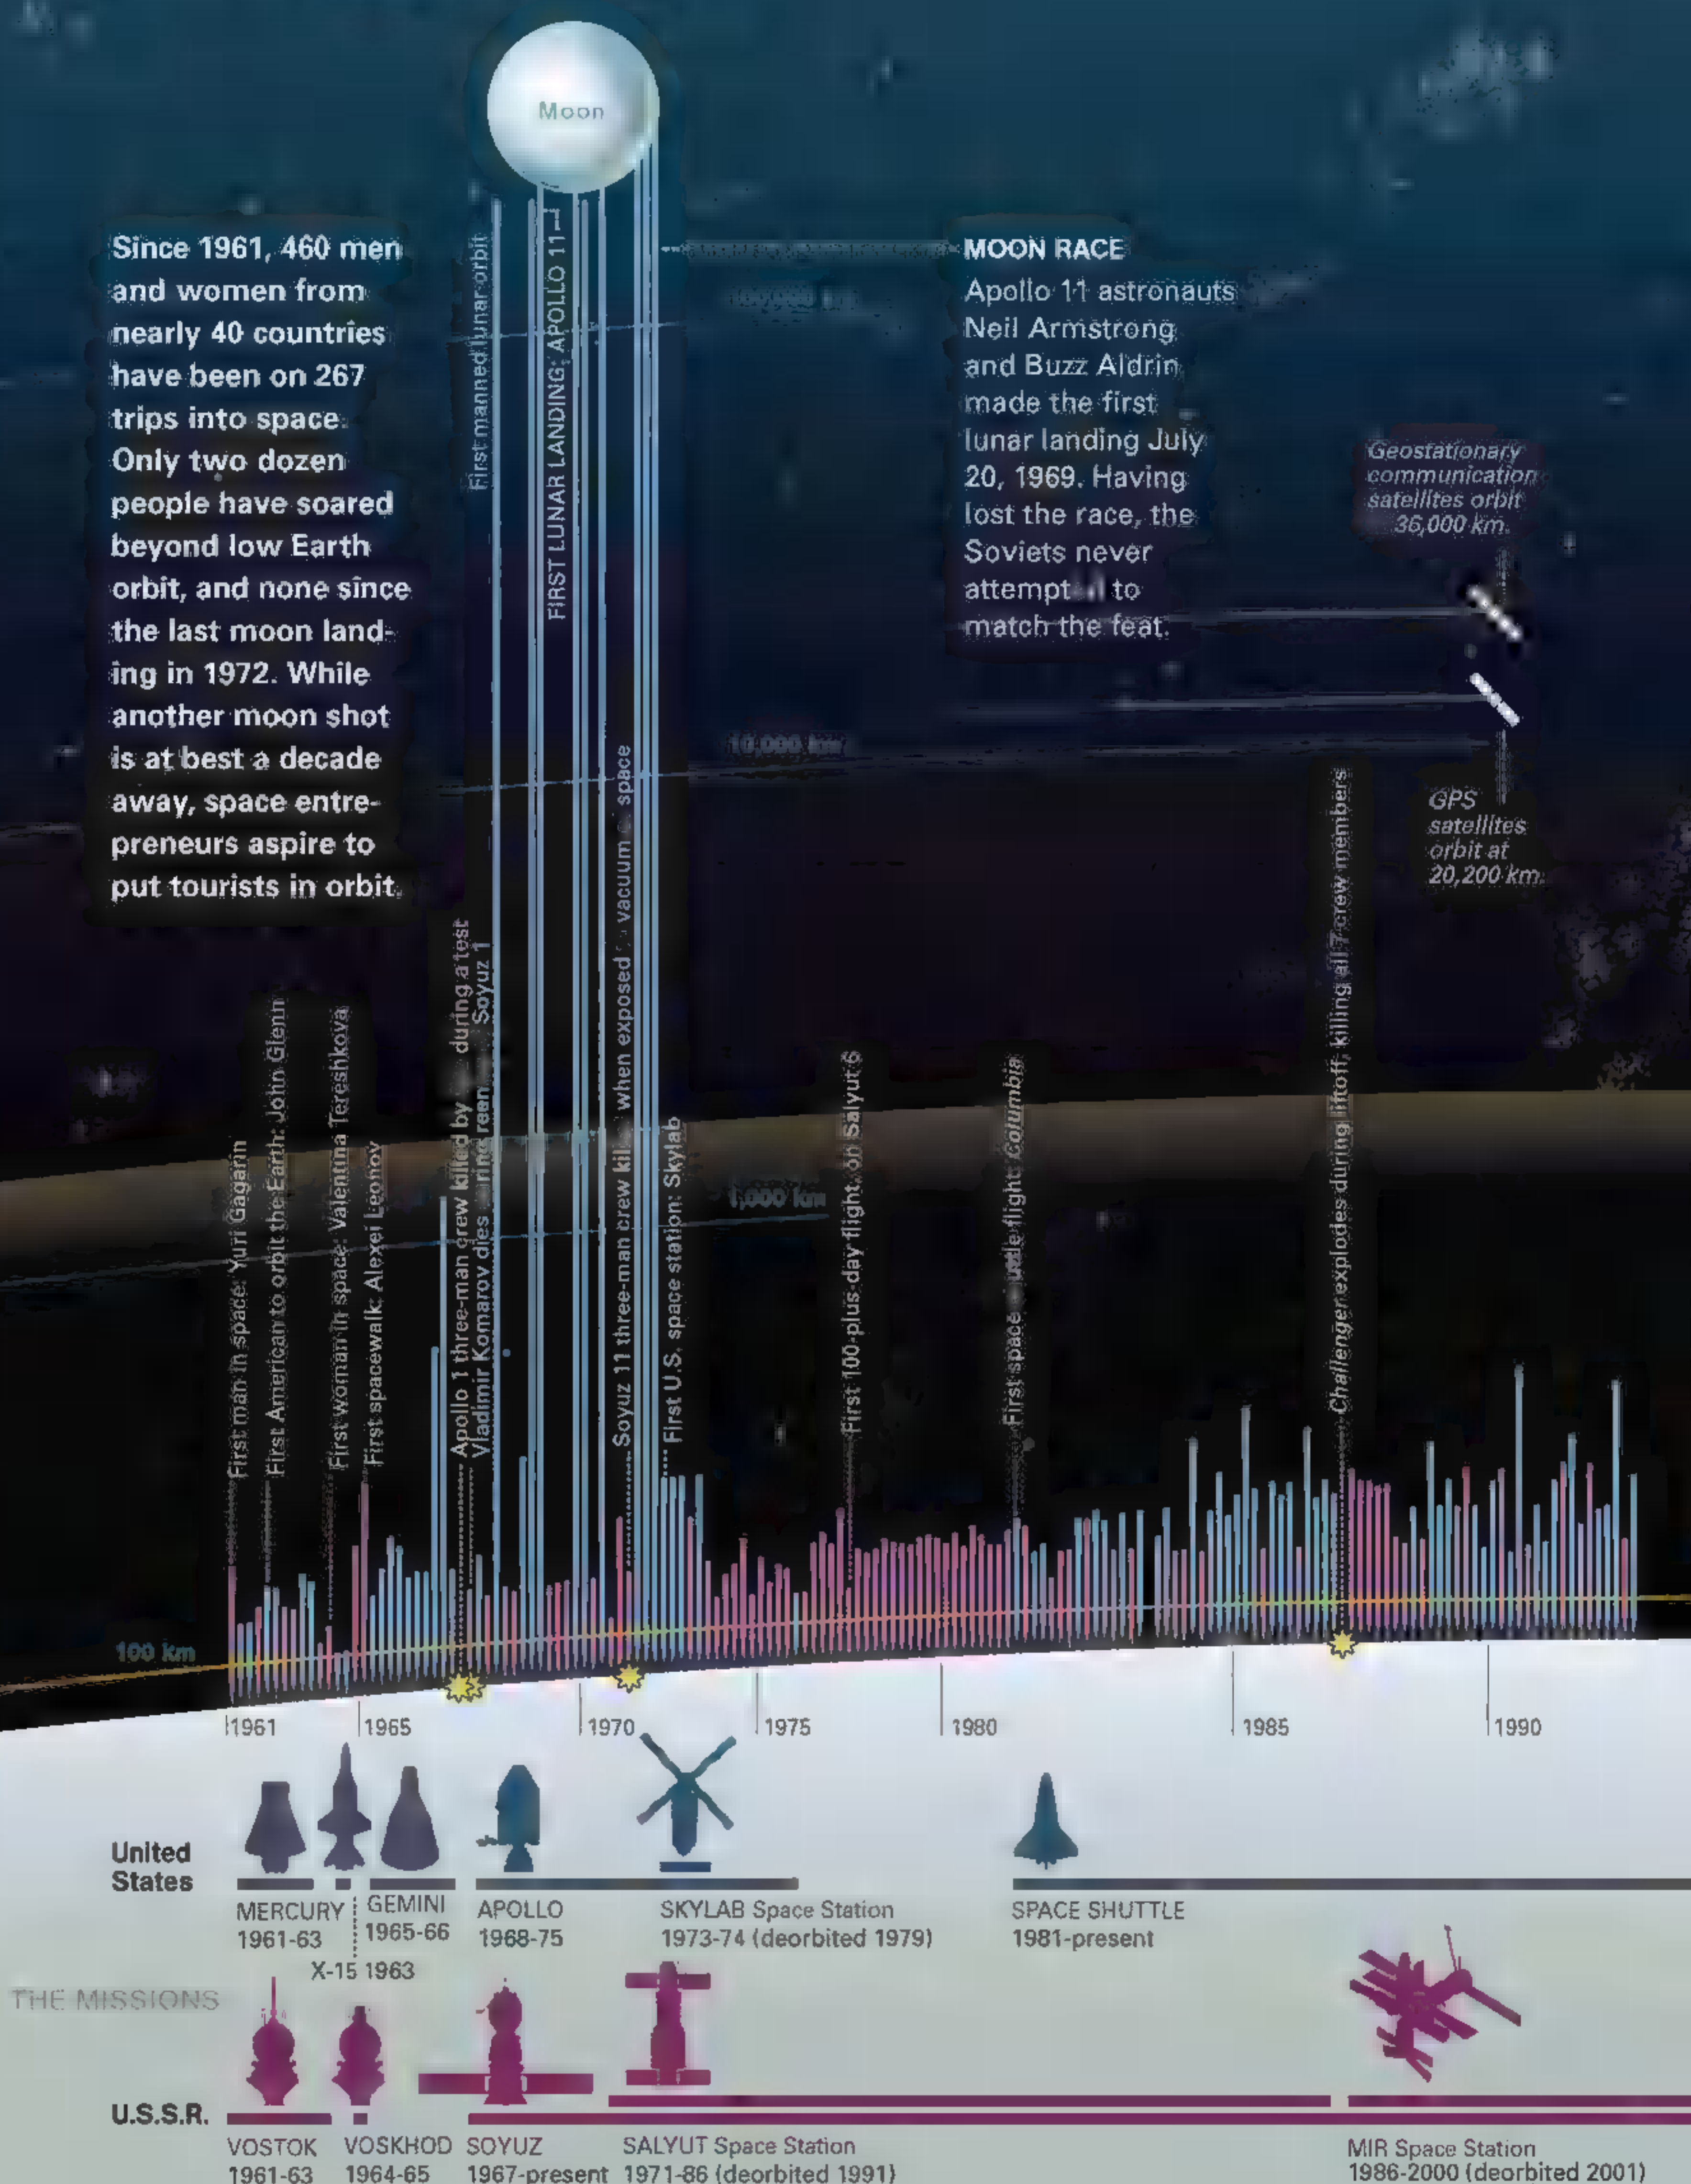 Moon
Since 1961, 460 men
and women from
nearly 40 countries
have been on 267
trips into space.
Only two dozen
people have soared
beyond low Earth
orbit, and none since
the last moon land-
ing in 1972. While
another moon shot
is at best a decade
away, space entre-
preneurs aspire to
put tourists in orbit.
First manned lunar orbit
FIRST LUNAR LANDING: APOLLO 11
MOON RACE
Apollo 11 astronauts
Neil Armstrong
and Buzz Aldrin
made the first
lunar landing July
20, 1969. Having
lost the race, the
Soviets never
to
match the feat.
Geostationary
communication
satellites orbit
36,000 km.
GPS
satellites
orbit at
20,200 km.
10,000 km
1,000 km
100 km
First man in space: Yuri Gagarin
First American to orbit the Earth: John Glenn
First woman in space: Valentina Tereshkova
First spacewalk: Alexei Leonov
Apollo 1 three-man crew killed by during a test
Vladimir Komarov dies Soyuz 1
Soyuz 11 three-man crew when exposed vacuum space
First U.S. space station: Skylab
First 100-plus-day flight, on Salyut 6
First space flight: Columbia
Challenger explodes during liftoff, killing all 7 crew members
1961
1965
1970
1975
1980
1985
1990
United
States
MERCURY
1961-63
X-15 1963
GEMINI
1965-66
APOLLO
1968-75
SKYLAB Space Station
1973-74 (deorbited 1979)
SPACE SHUTTLE
1981-present
THE MISSIONS
U.S.S.R.
VOSTOK
1961-63
VOSKHOD
1964-65
SOYUZ
1967-present
SALYUT Space Station
1971-86 (deorbited 1991)
MIR Space Station
1986-2000 (deorbited 2001)